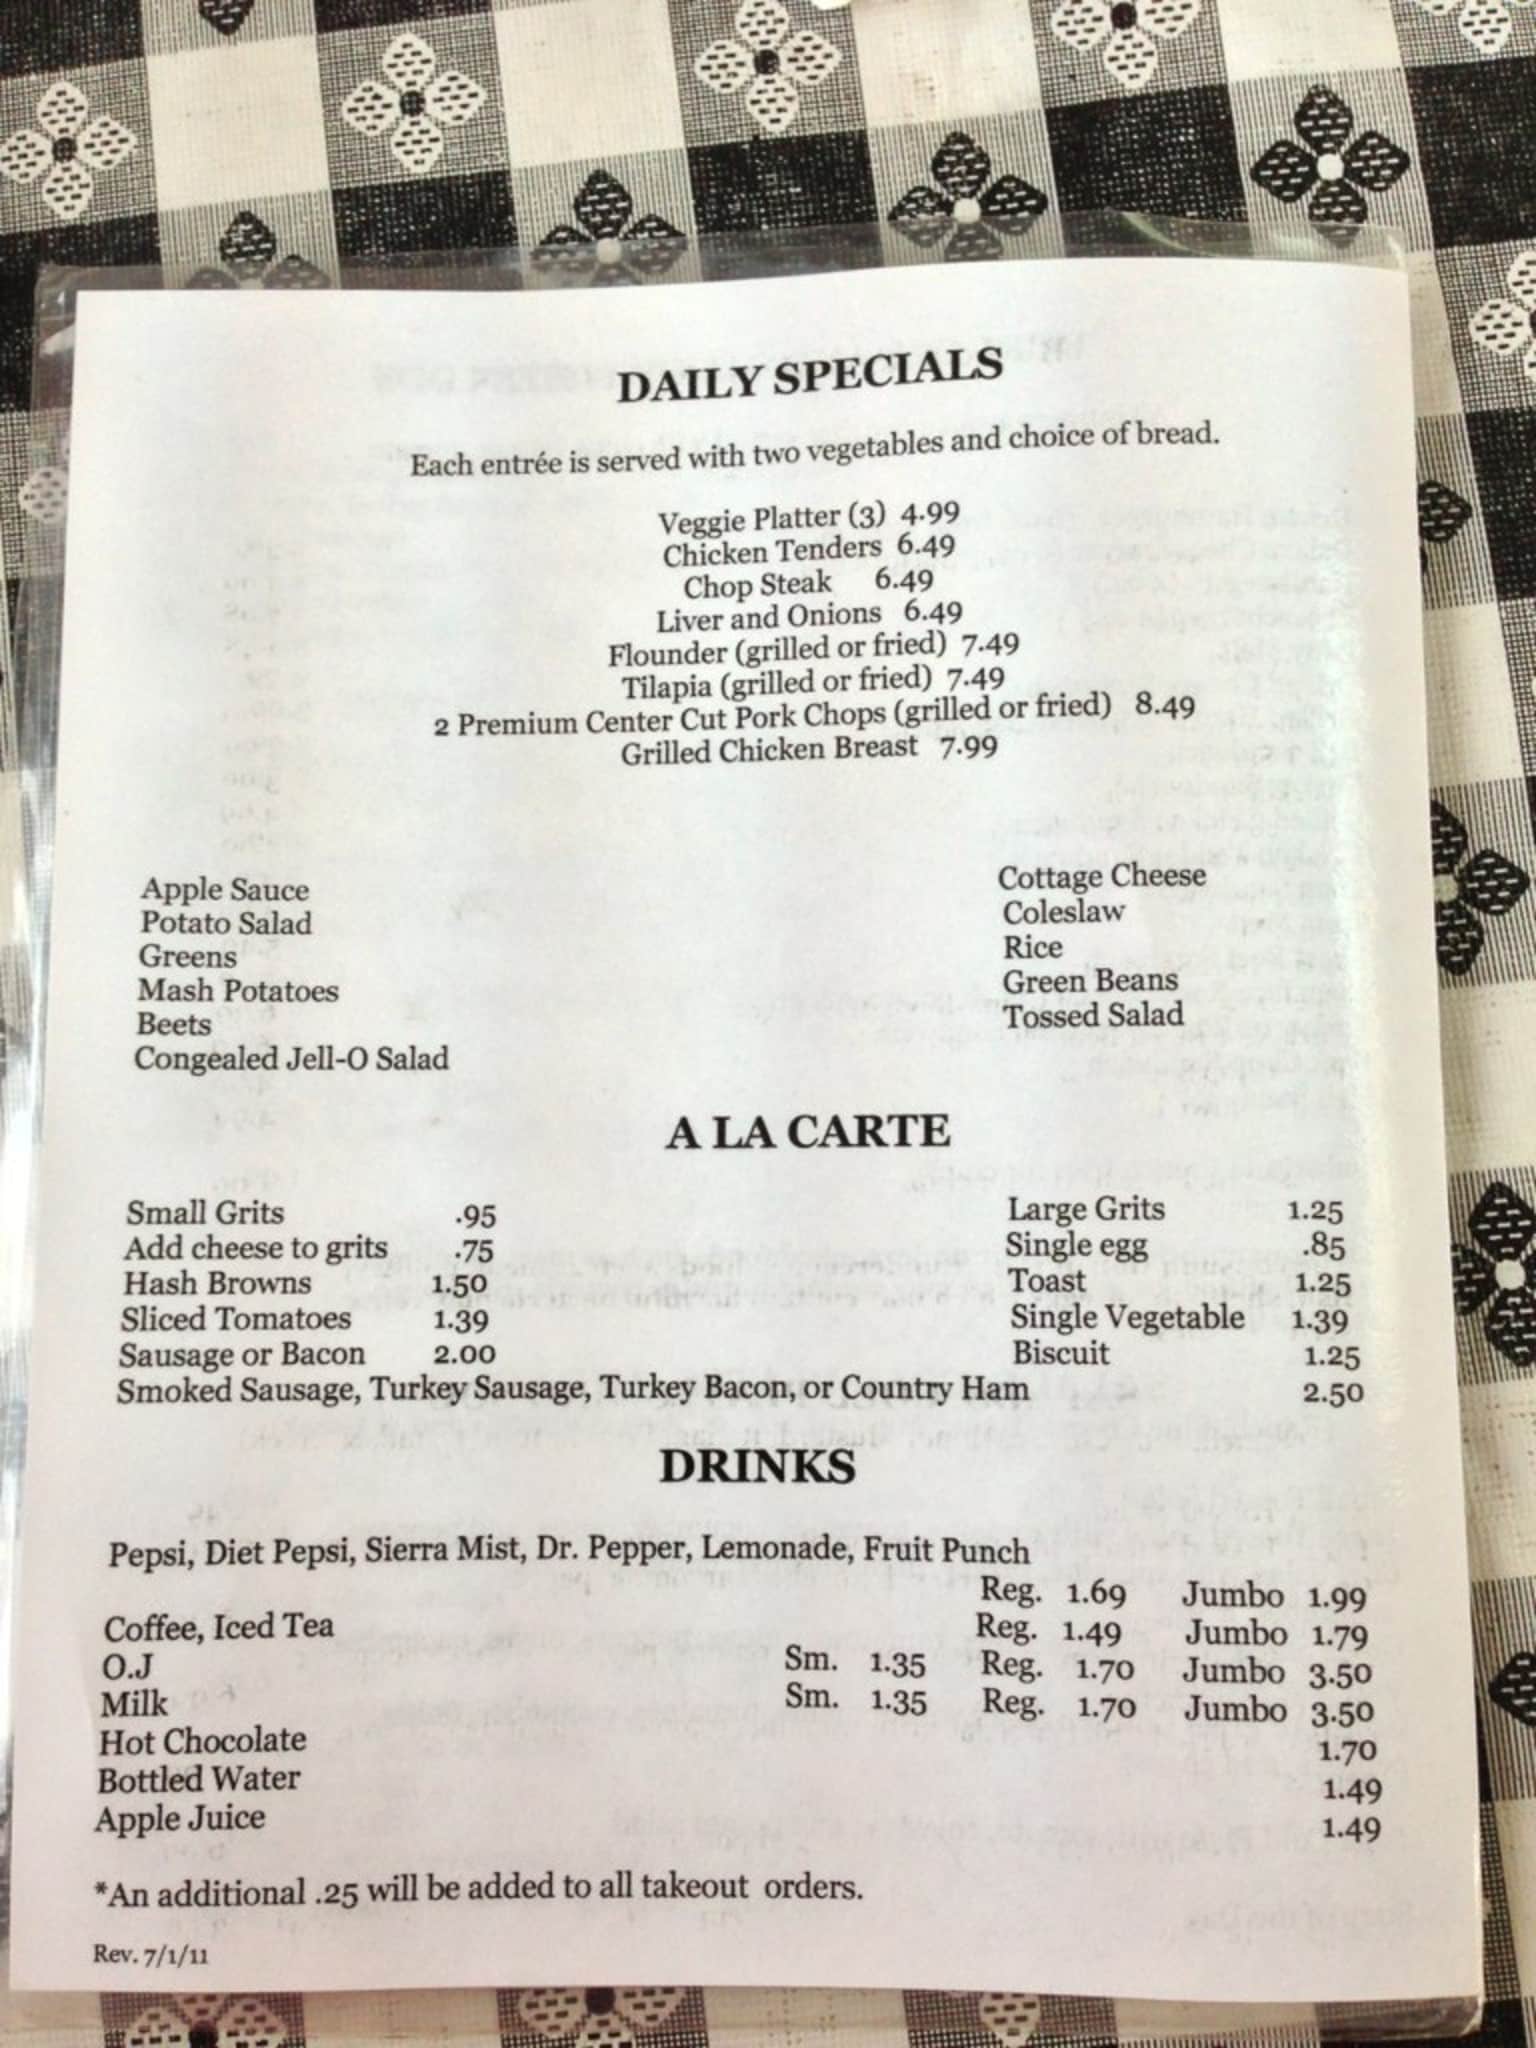 DAILY SPECIALS
Each entrée is served with two vegetables and choice of bread.
Veggie Platter (3) 4.99
Chicken Tenders 6.49
Chop Steak 6.49
Liver and Onions 6.49
Flounder (grilled or fried) 7.49
Tilapia (grilled or fried) 7.49
2 Premium Center Cut Pork Chops (grilled or fried) 8.49
Grilled Chicken Breast 7.99
Apple Sauce Cottage Cheese
Potato Salad Coleslaw
Greens Rice
Mash Potatoes Green Beans
Beets Tossed Salad
Congealed Jell-O Salad
A LA CARTE
Small Grits .95 Large Grits 1.25
Add cheese to grits .75 Single egg .85
Hash Browns 1.50 Toast 1.25
Sliced Tomatoes 1.39 Single Vegetable 1.39
Sausage or Bacon 2.00 Biscuit 1.25
Smoked Sausage, Turkey Sausage, Turkey Bacon, or Country Ham 2.50
DRINKS
Pepsi, Diet Pepsi, Sierra Mist, Dr. Pepper, Lemonade, Fruit Punch
Reg. 1.69 Jumbo 1.99
Coffee, Iced Tea Reg. 1.49 Jumbo 1.79
O.J Sm. 1.35 Reg. 1.70 Jumbo 3.50
Milk Sm. 1.35 Reg. 1.70 Jumbo 3.50
Hot Chocolate 1.70
Bottled Water 1.49
Apple Juice 1.49
*An additional .25 will be added to all takeout orders.
Rev. 7/1/11